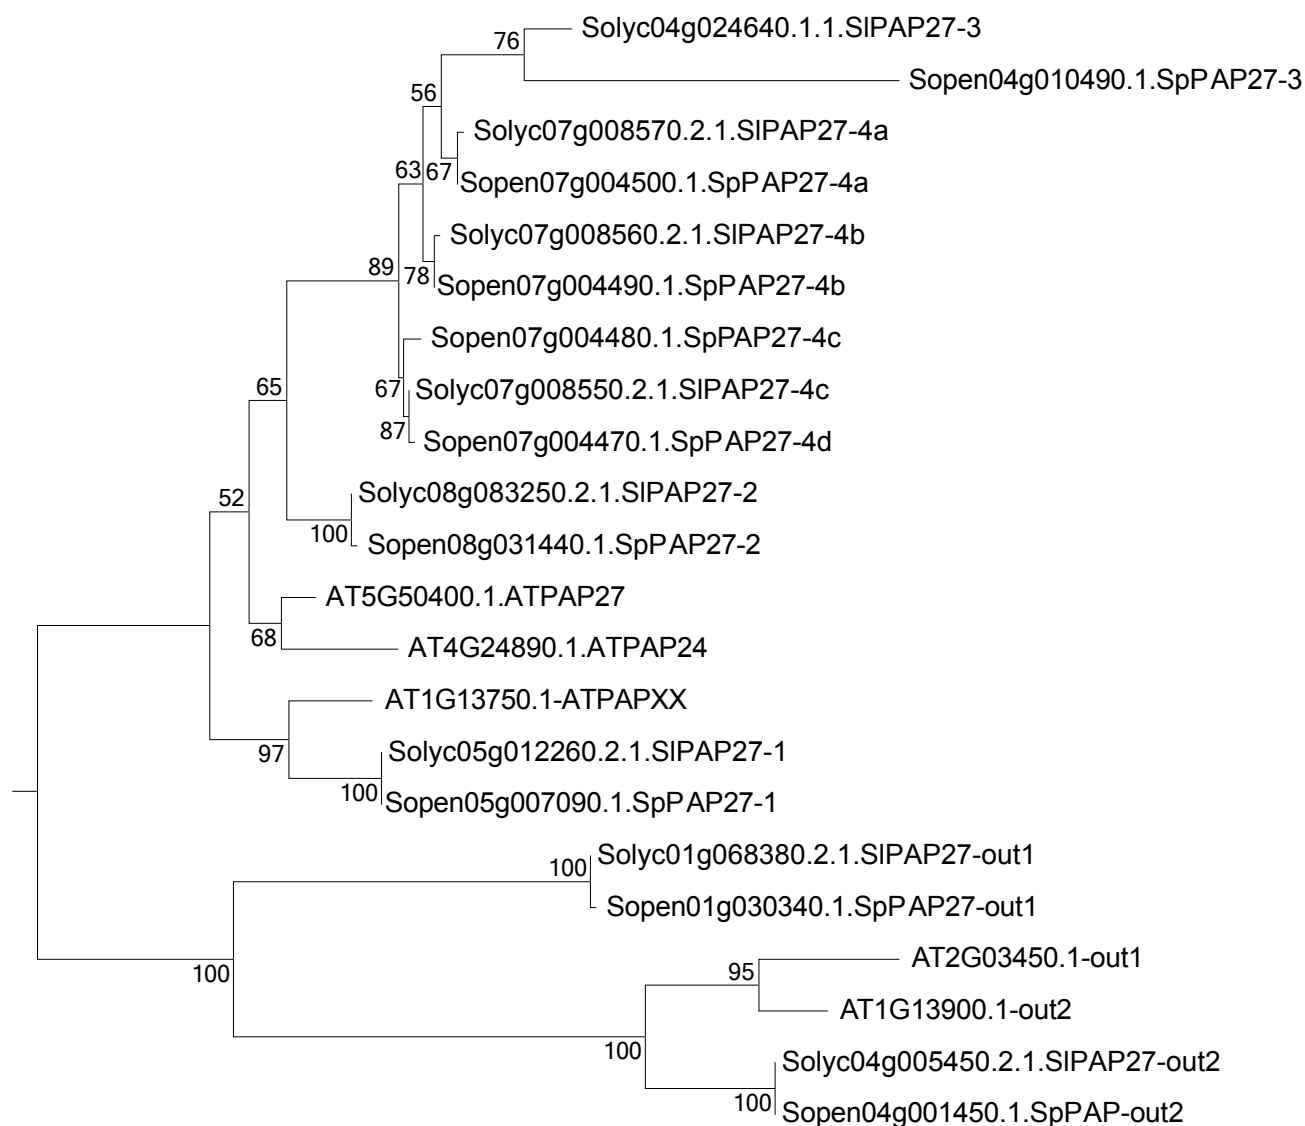 76
Solyc04g024640.1.1.SlPAP27-3
Sopen04g010490.1.SpPAP27-3
56
Solyc07g008570.2.1.SlPAP27-4a
63
67
Sopen07g004500.1.SpPAP27-4a
Solyc07g008560.2.1.SlPAP27-4b
89
78
Sopen07g004490.1.SpPAP27-4b
Sopen07g004480.1.SpPAP27-4c
65
67
Solyc07g008550.2.1.SlPAP27-4c
87
Sopen07g004470.1.SpPAP27-4d
52
Solyc08g083250.2.1.SlPAP27-2
100
Sopen08g031440.1.SpPAP27-2
AT5G50400.1.ATPAP27
68
AT4G24890.1.ATPAP24
AT1G13750.1-ATPAPXX
97
Solyc05g012260.2.1.SlPAP27-1
100
Sopen05g007090.1.SpPAP27-1
100
Solyc01g068380.2.1.SlPAP27-out1
Sopen01g030340.1.SpPAP27-out1
100
95
AT2G03450.1-out1
AT1G13900.1-out2
100
Solyc04g005450.2.1.SlPAP27-out2
100
Sopen04g001450.1.SpPAP-out2